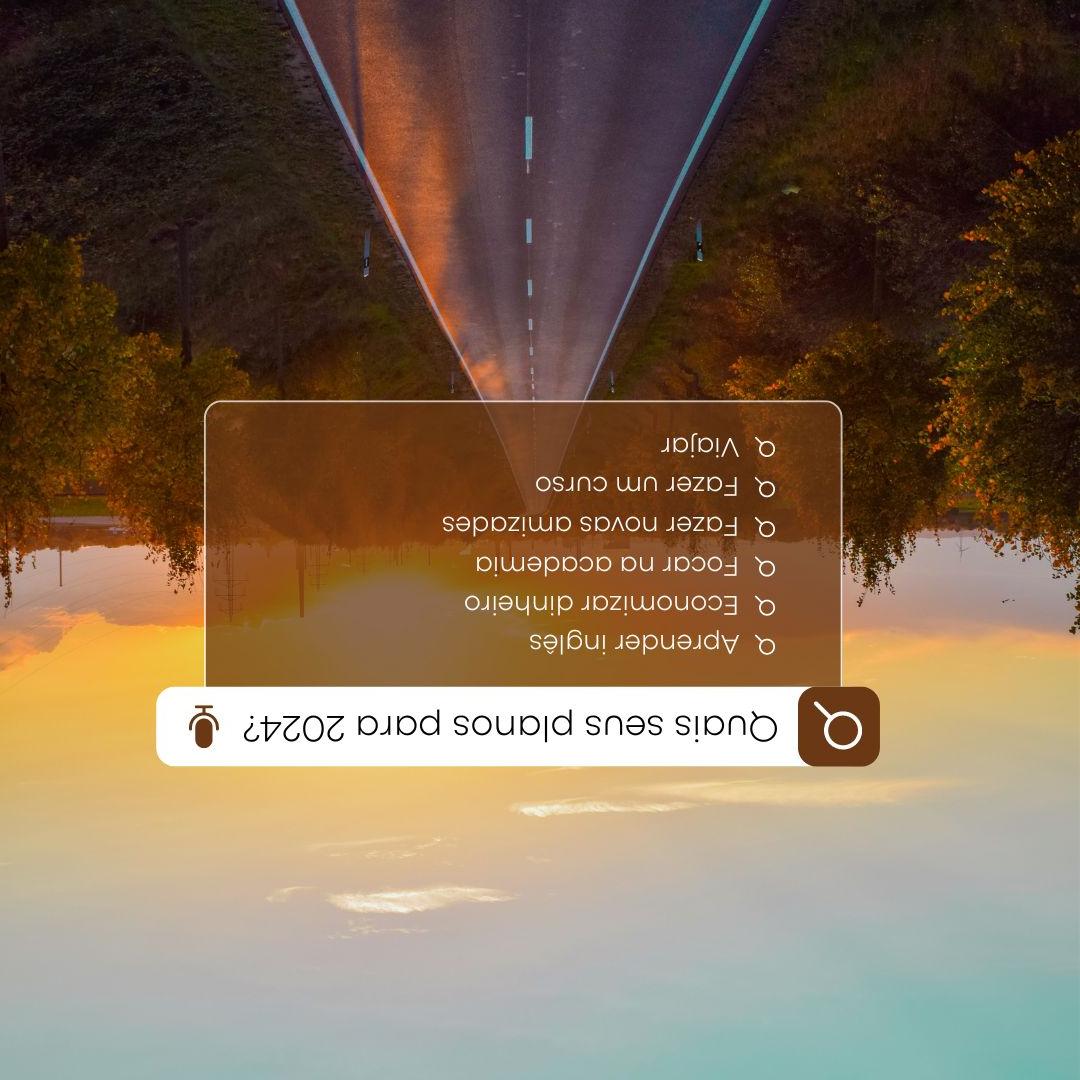 Quais seus planos para 2024?
Aprender inglês
Economizar dinheiro
Focar na academia
Fazer novas amizades
Fazer um curso
Viajar